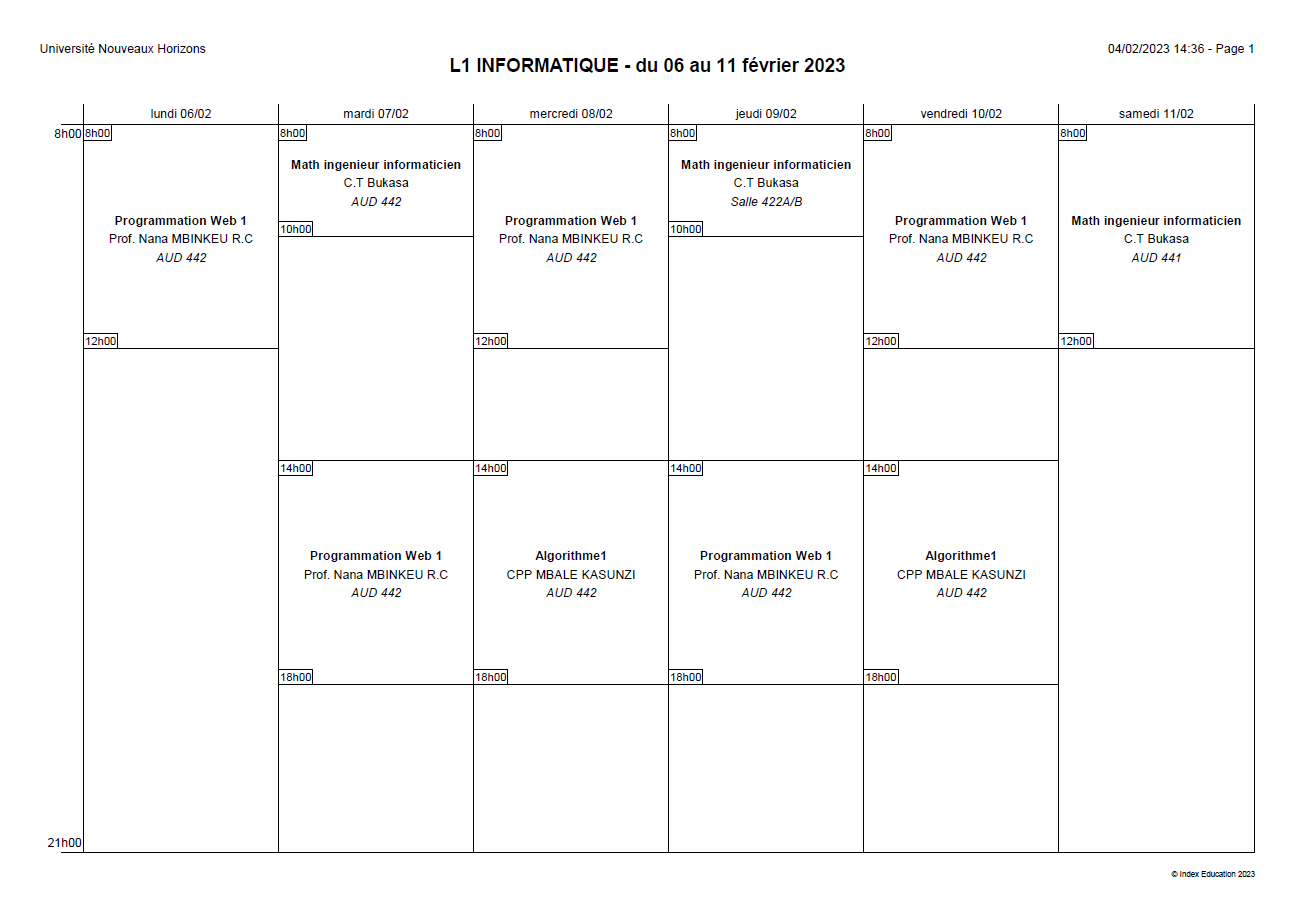 Université Nouveaux Horizons
04/02/2023 14:36 - Page 1
L1 INFORMATIQUE - du 06 au 11 février 2023
lundi 06/02
mardi 07/02
mercredi 08/02
jeudi 09/02
vendredi 10/02
samedi 11/02
8h00
8h00
Programmation Web 1
Prof. Nana MBINKEU R.C
AUD 442
12h00
8h00
Math ingenieur informaticien
C.T Bukasa
AUD 442
10h00
14h00
Programmation Web 1
Prof. Nana MBINKEU R.C
AUD 442
18h00
8h00
Programmation Web 1
Prof. Nana MBINKEU R.C
AUD 442
12h00
14h00
Algorithme1
CPP MBALE KASUNZI
AUD 442
18h00
8h00
Math ingenieur informaticien
C.T Bukasa
Salle 422A/B
10h00
14h00
Programmation Web 1
Prof. Nana MBINKEU R.C
AUD 442
18h00
8h00
Programmation Web 1
Prof. Nana MBINKEU R.C
AUD 442
12h00
14h00
Algorithme1
CPP MBALE KASUNZI
AUD 442
18h00
8h00
Math ingenieur informaticien
C.T Bukasa
AUD 441
12h00
21h00
© Index Education 2023